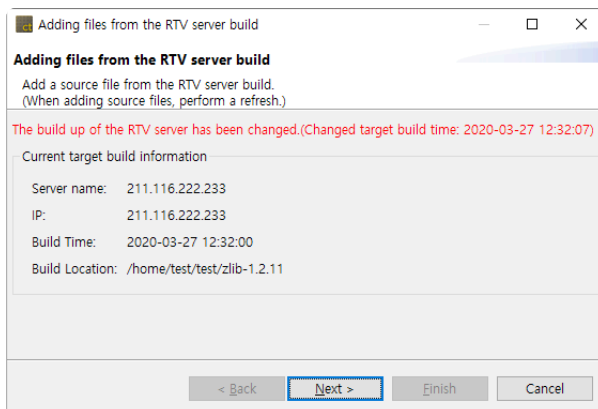 ct Adding files from the RTV server build
Adding files from the RTV server build
Add a source file from the RTV server build.
(When adding source files, perform a refresh.)
The build up of the RTV server has been changed.(Changed target build time: 2020-03-27 12:32:07)
Current target build information
Server name: 211.116.222.233
IP: 211.116.222.233
Build Time: 2020-03-27 12:32:00
Build Location: /home/test/test/zlib-1.2.11
< Back Next > Finish Cancel